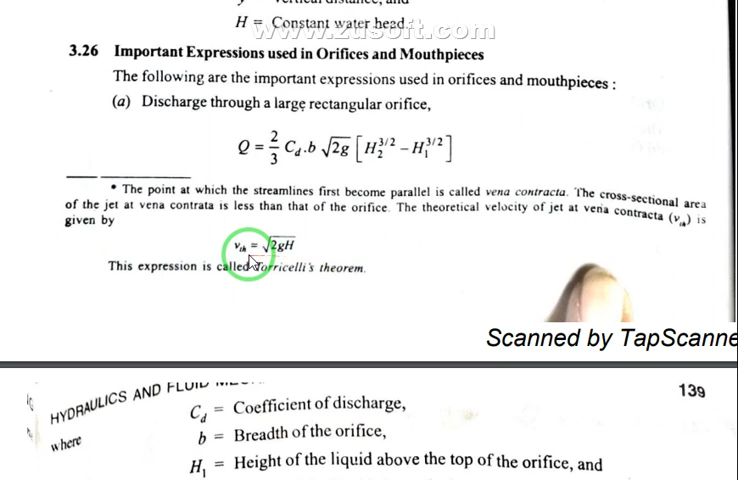 y = vertical distance, and
H = Constant water head.
www.zdsoft.com
3.26 Important Expressions used in Orifices and Mouthpieces
The following are the important expressions used in orifices and mouthpieces :
(a) Discharge through a large rectangular orifice,
Q = 2/3 C_d . b √2g [H_2^3/2 – H_1^3/2]
* The point at which the streamlines first become parallel is called vena contracta. The cross-sectional area
of the jet at vena contrata is less than that of the orifice. The theoretical velocity of jet at vena contracta (v_th) is
given by
v_th = √2gH
This expression is called Torricelli's theorem.
Scanned by TapScanne
HYDRAULICS AND FLUID
139
where C_d = Coefficient of discharge,
b = Breadth of the orifice,
H_1 = Height of the liquid above the top of the orifice, and